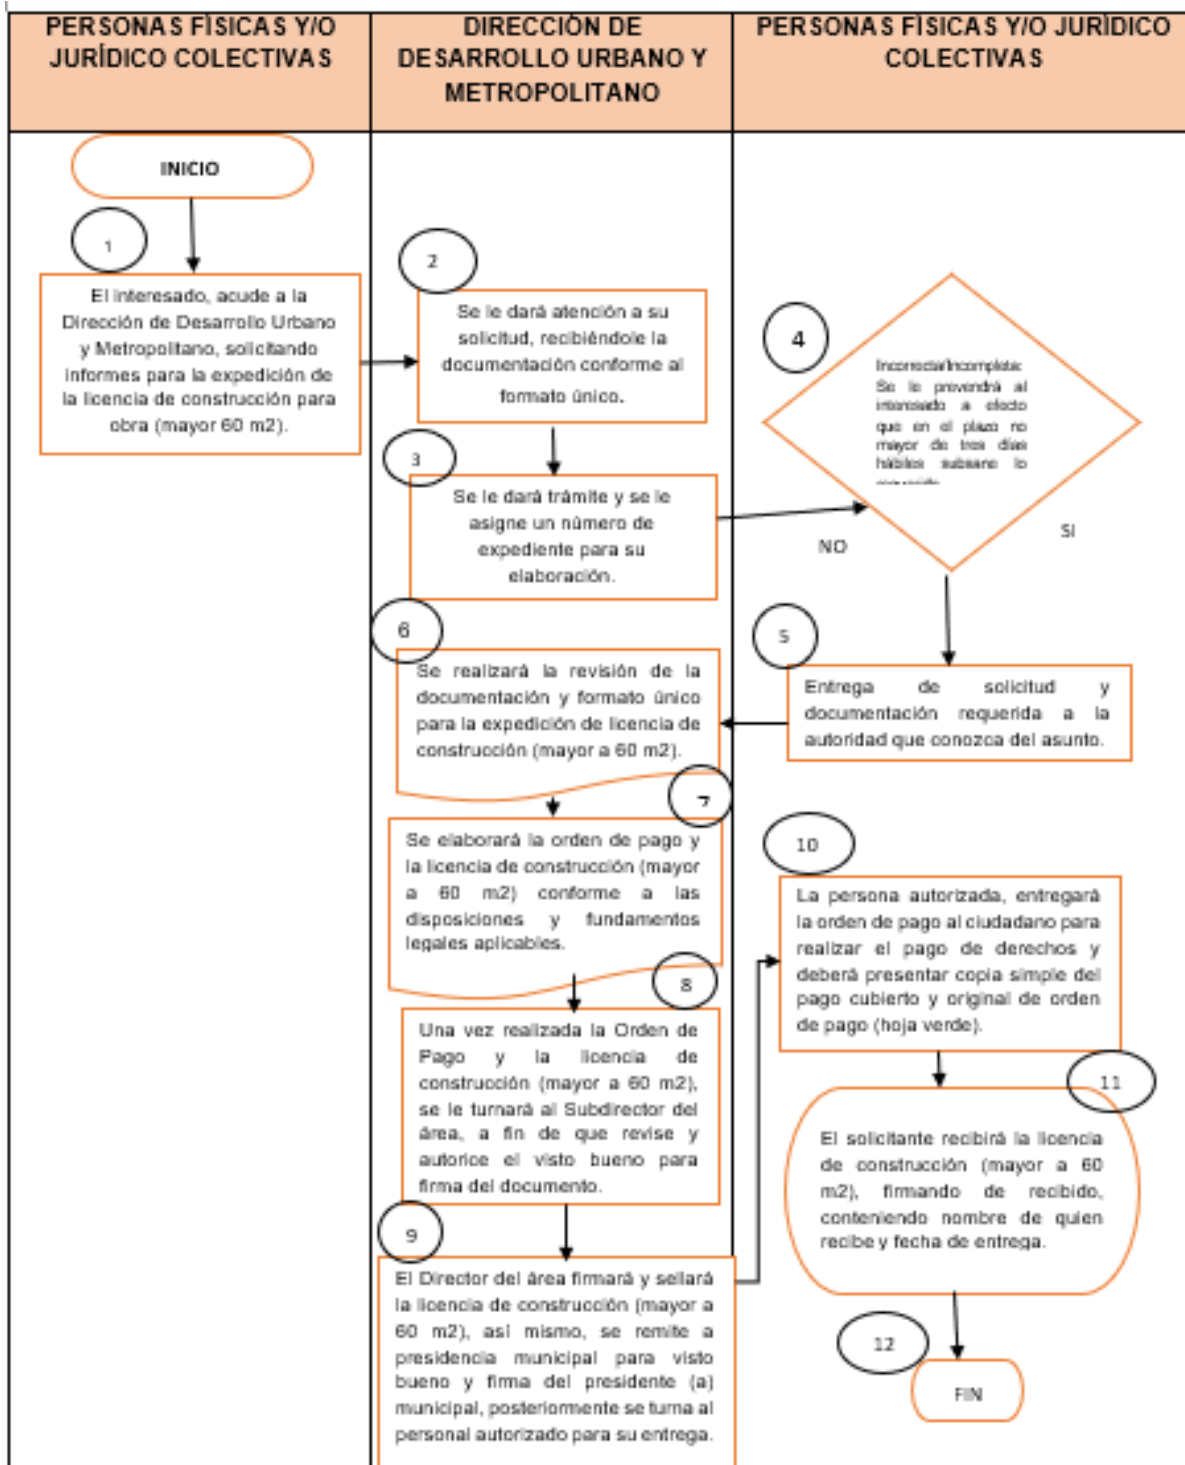 PERSONAS FÍSICAS Y/O
JURÍDICO COLECTIVAS
DIRECCIÓN DE
DESARROLLO URBANO Y
METROPOLITANO
PERSONAS FÍSICAS Y/O JURÍDICO
COLECTIVAS
INICIO
1
El interesado, acude a la
Dirección de Desarrollo Urbano
y Metropolitano, solicitando
informes para la expedición de
la licencia de construcción para
obra (mayor 60 m2).
2
Se le dará atención a su
solicitud, recibiéndole la
documentación conforme al
formato único.
3
Se le dará trámite y se le
asigne un número de
expediente para su
elaboración.
4
Incorrecta/Incompleta:
Se le prevendrá al
interesado a efecto
que en el plazo no
mayor de tres días
hábiles subsane lo
NO
SI
5
Entrega de solicitud y
documentación requerida a la
autoridad que conozca del asunto.
6
Se realizará la revisión de la
documentación y formato único
para la expedición de licencia de
construcción (mayor a 60 m2).
7
Se elaborará la orden de pago y
la licencia de construcción (mayor
a 60 m2) conforme a las
disposiciones y fundamentos
legales aplicables.
8
Una vez realizada la Orden de
Pago y la licencia de
construcción (mayor a 60 m2),
se le turnará al Subdirector del
área, a fin de que revise y
autorice el visto bueno para
firma del documento.
9
El Director del área firmará y sellará
la licencia de construcción (mayor a
60 m2), así mismo, se remite a
presidencia municipal para visto
bueno y firma del presidente (a)
municipal, posteriormente se turna al
personal autorizado para su entrega.
10
La persona autorizada, entregará
la orden de pago al ciudadano para
realizar el pago de derechos y
deberá presentar copia simple del
pago cubierto y original de orden
de pago (hoja verde).
11
El solicitante recibirá la licencia
de construcción (mayor a 60
m2), firmando de recibido,
conteniendo nombre de quien
recibe y fecha de entrega.
12
FIN